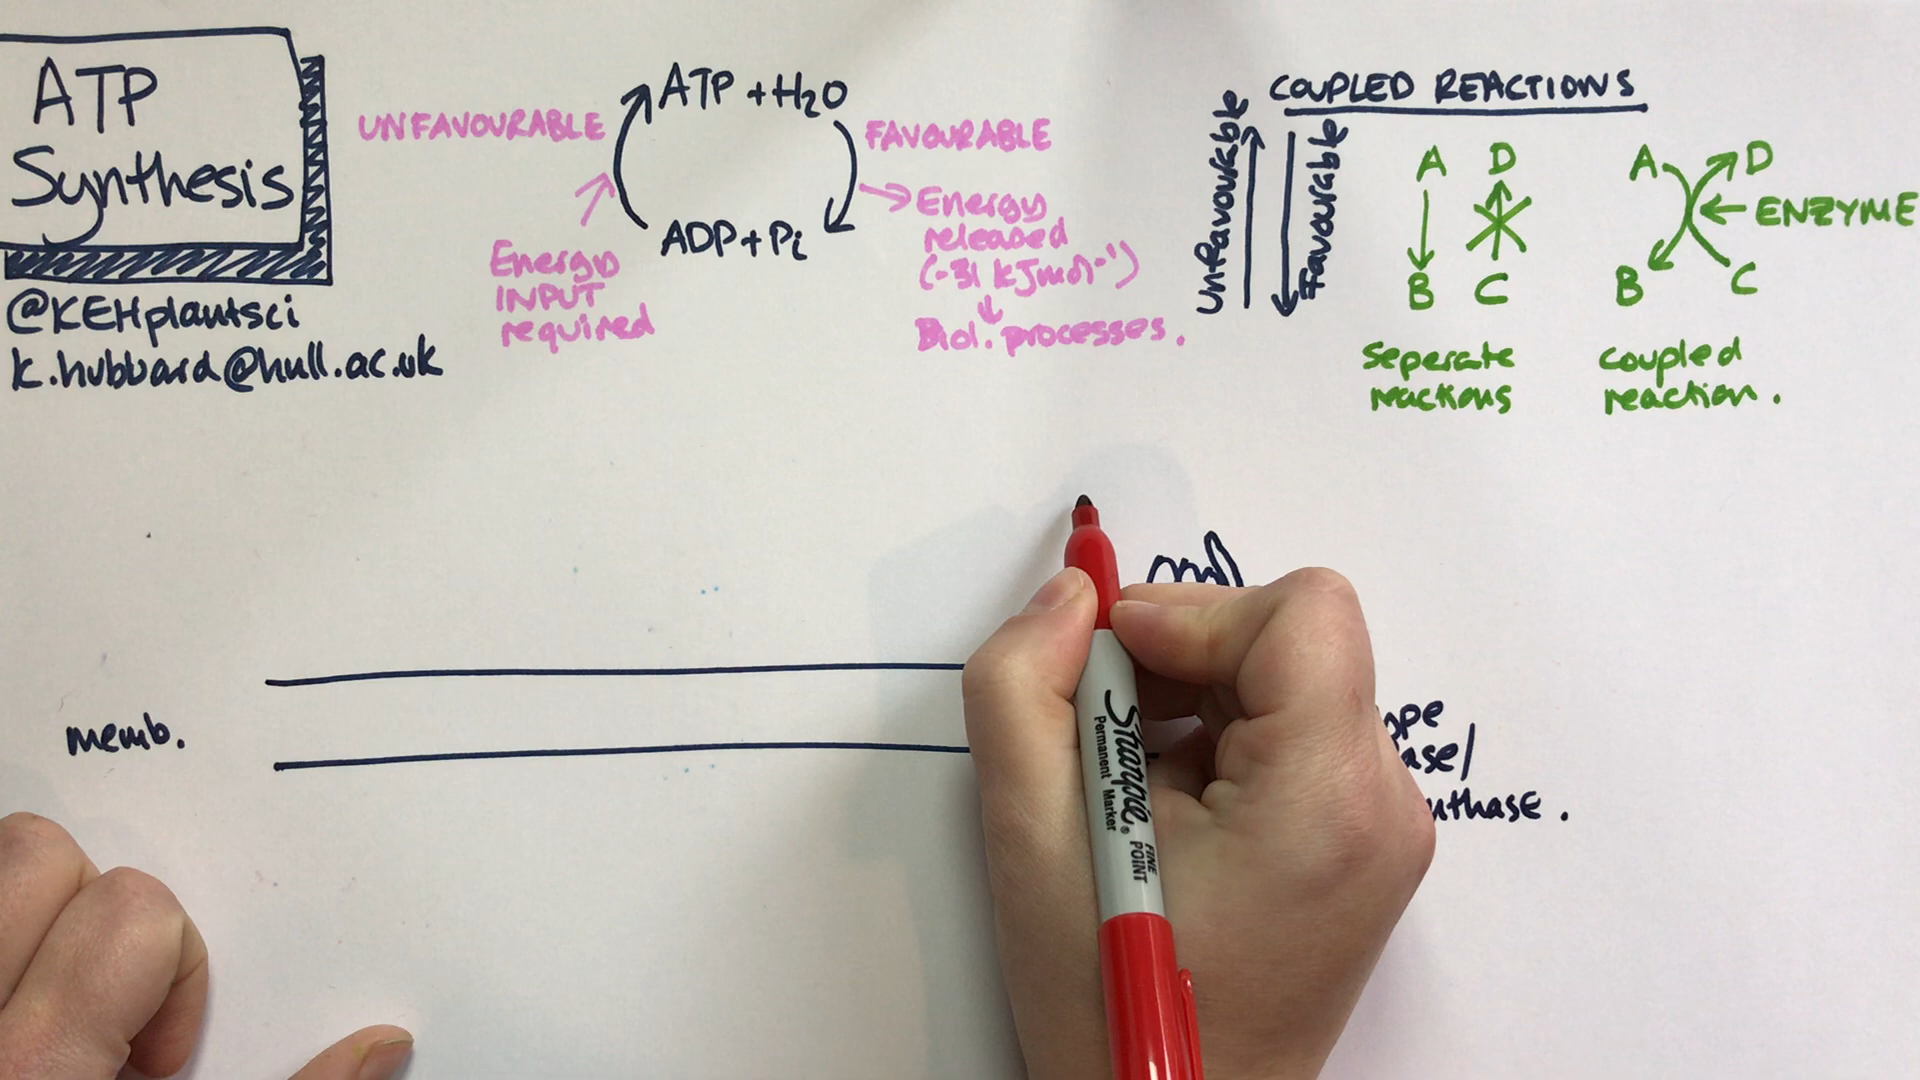 ATP
Synthesis
@KEHplantsci
k.hubbard@hull.ac.uk
UNFAVOURABLE
ATP + H2O
FAVOURABLE
ADP + Pi
Energy
INPUT
required
Energy
released
(-31 kJmol-1)
Biol. processes.
COUPLED REACTIONS
Unfavourable
Favourable
A D
B C
Seperate
reactions
A D
ENZYME
B C
coupled
reaction.
memb.
Sharpie
Permanent Marker
FINE
POINT